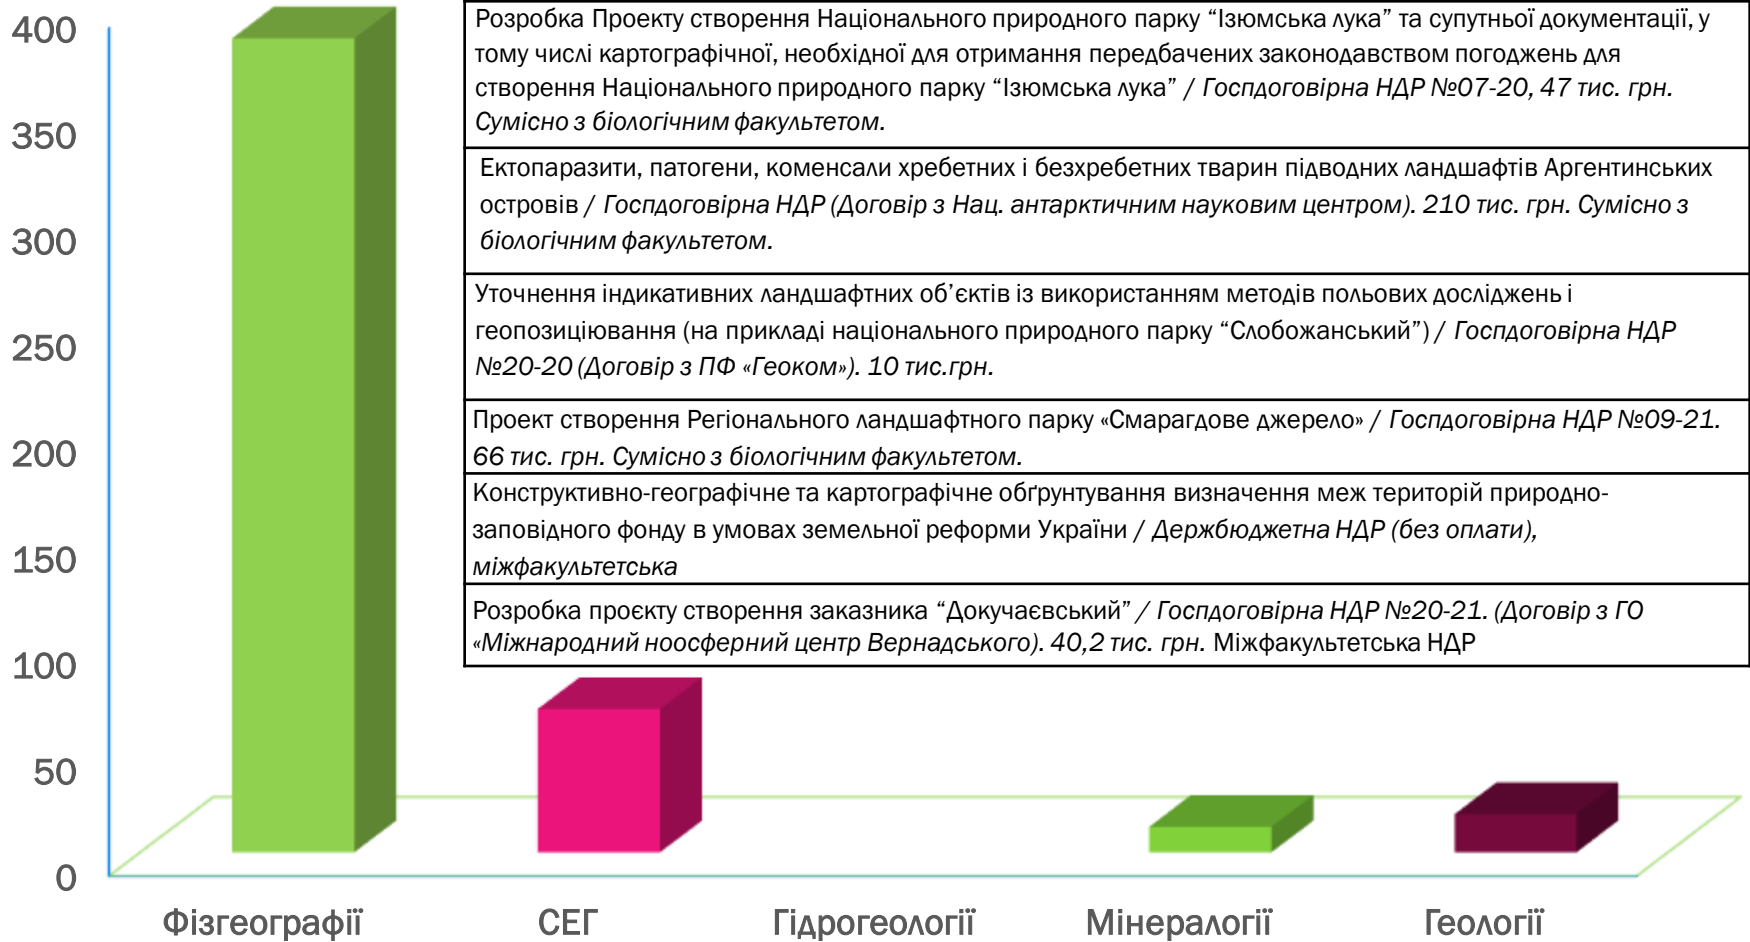 400
350
300
250
200
150
100
50
0
Розробка Проекту створення Національного природного парку “Ізюмська лука” та супутньої документації, у
тому числі картографічної, необхідної для отримання передбачених законодавством погоджень для
створення Національного природного парку “Ізюмська лука” / Госпдоговірна НДР №07-20, 47 тис. грн.
Сумісно з біологічним факультетом.
Ектопаразити, патогени, коменсали хребетних і безхребетних тварин підводних ландшафтів Аргентинських
островів / Госпдоговірна НДР (Договір з Нац. антарктичним науковим центром). 210 тис. грн. Сумісно з
біологічним факультетом.
Уточнення індикативних ландшафтних об’єктів із використанням методів польових досліджень і
геопозиціювання (на прикладі національного природного парку “Слобожанський”) / Госпдоговірна НДР
№20-20 (Договір з ПФ «Геоком»). 10 тис.грн.
Проект створення Регіонального ландшафтного парку «Смарагдове джерело» / Госпдоговірна НДР №09-21.
66 тис. грн. Сумісно з біологічним факультетом.
Конструктивно-географічне та картографічне обґрунтування визначення меж територій природно-
заповідного фонду в умовах земельної реформи України / Держбюджетна НДР (без оплати),
міжфакультетська
Розробка проєкту створення заказника “Докучаєвський” / Госпдоговірна НДР №20-21. (Договір з ГО
«Міжнародний ноосферний центр Вернадського). 40,2 тис. грн. Міжфакультетська НДР
Фізгеографії
СЕГ
Гідрогеології
Мінералогії
Геології